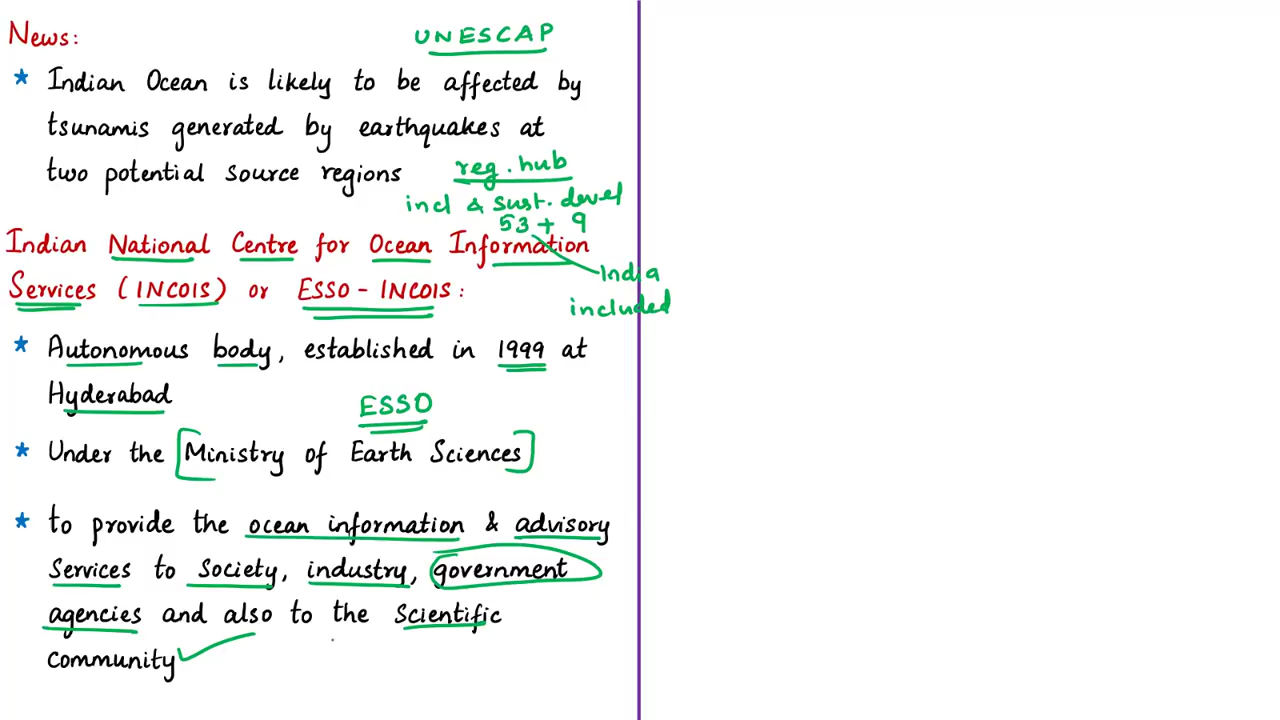 News:
UNESCAP
* Indian Ocean is likely to be affected by
tsunamis generated by earthquakes at
two potential source regions
reg. hub
incl & sust. devel
53 + 9
India
included
Indian National Centre for Ocean Information
Services (INCOIS) or ESSO - INCOIS:
* Autonomous body, established in 1999 at
Hyderabad
ESSO
* Under the [Ministry of Earth Sciences]
* to provide the ocean information & advisory
Services to Society, industry, government
agencies and also to the Scientific
community